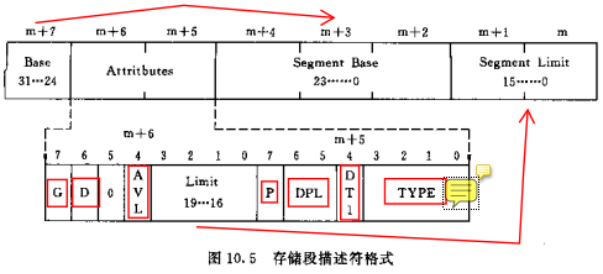 m+7 m+6 m+5 m+4 m+3 m+2 m+1 m
Base Attritbutes Segment Base Segment Limit
31…24 23……0 15……0
m+6 m+5
7 6 5 4 3 2 1 0 7 6 5 4 3 2 1 0
G D 0 AVL Limit P DPL DT1 TYPE
19…16
图 10.5 存储段描述符格式